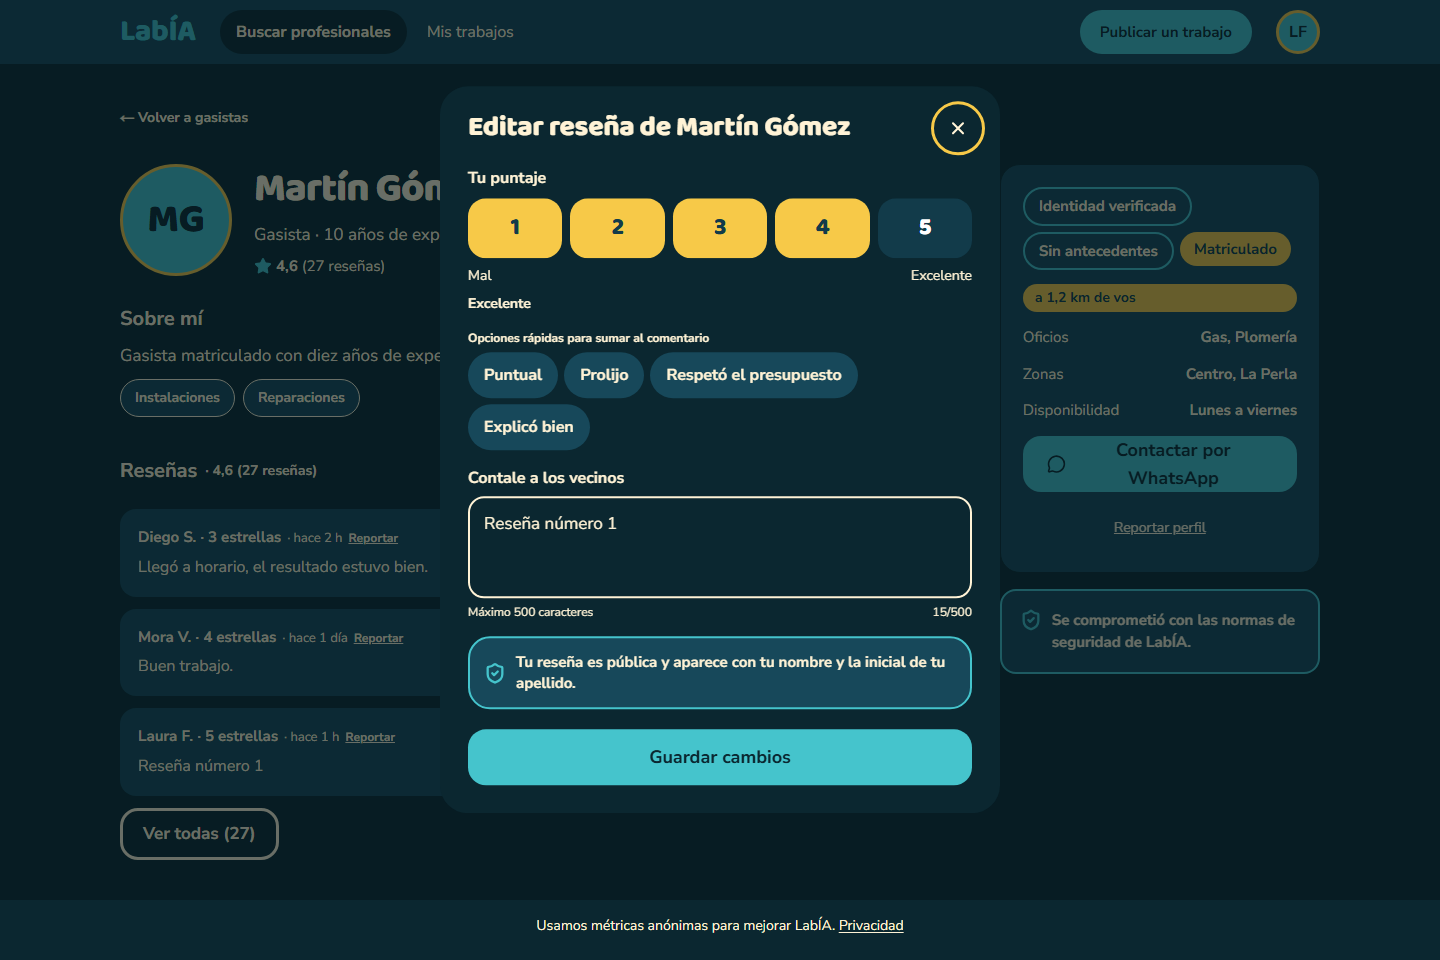 LabÍA
Buscar profesionales
Mis trabajos
Publicar un trabajo
LF
← Volver a gasistas
MG
Martín Góm
Gasista · 10 años de exp
4,6 (27 reseñas)
Sobre mí
Gasista matriculado con diez años de expe
Instalaciones
Reparaciones
Reseñas · 4,6 (27 reseñas)
Diego S. · 3 estrellas · hace 2 h Reportar
Llegó a horario, el resultado estuvo bien.
Mora V. · 4 estrellas · hace 1 día Reportar
Buen trabajo.
Laura F. · 5 estrellas · hace 1 h Reportar
Reseña número 1
Ver todas (27)
Editar reseña de Martín Gómez
Tu puntaje
1 2 3 4 5
Mal Excelente
Excelente
Opciones rápidas para sumar al comentario
Puntual Prolijo Respetó el presupuesto
Explicó bien
Contale a los vecinos
Reseña número 1
Máximo 500 caracteres 15/500
Tu reseña es pública y aparece con tu nombre y la inicial de tu
apellido.
Guardar cambios
Identidad verificada
Sin antecedentes Matriculado
a 1,2 km de vos
Oficios Gas, Plomería
Zonas Centro, La Perla
Disponibilidad Lunes a viernes
Contactar por
WhatsApp
Reportar perfil
Se comprometió con las normas de
seguridad de LabÍA.
Usamos métricas anónimas para mejorar LabÍA. Privacidad